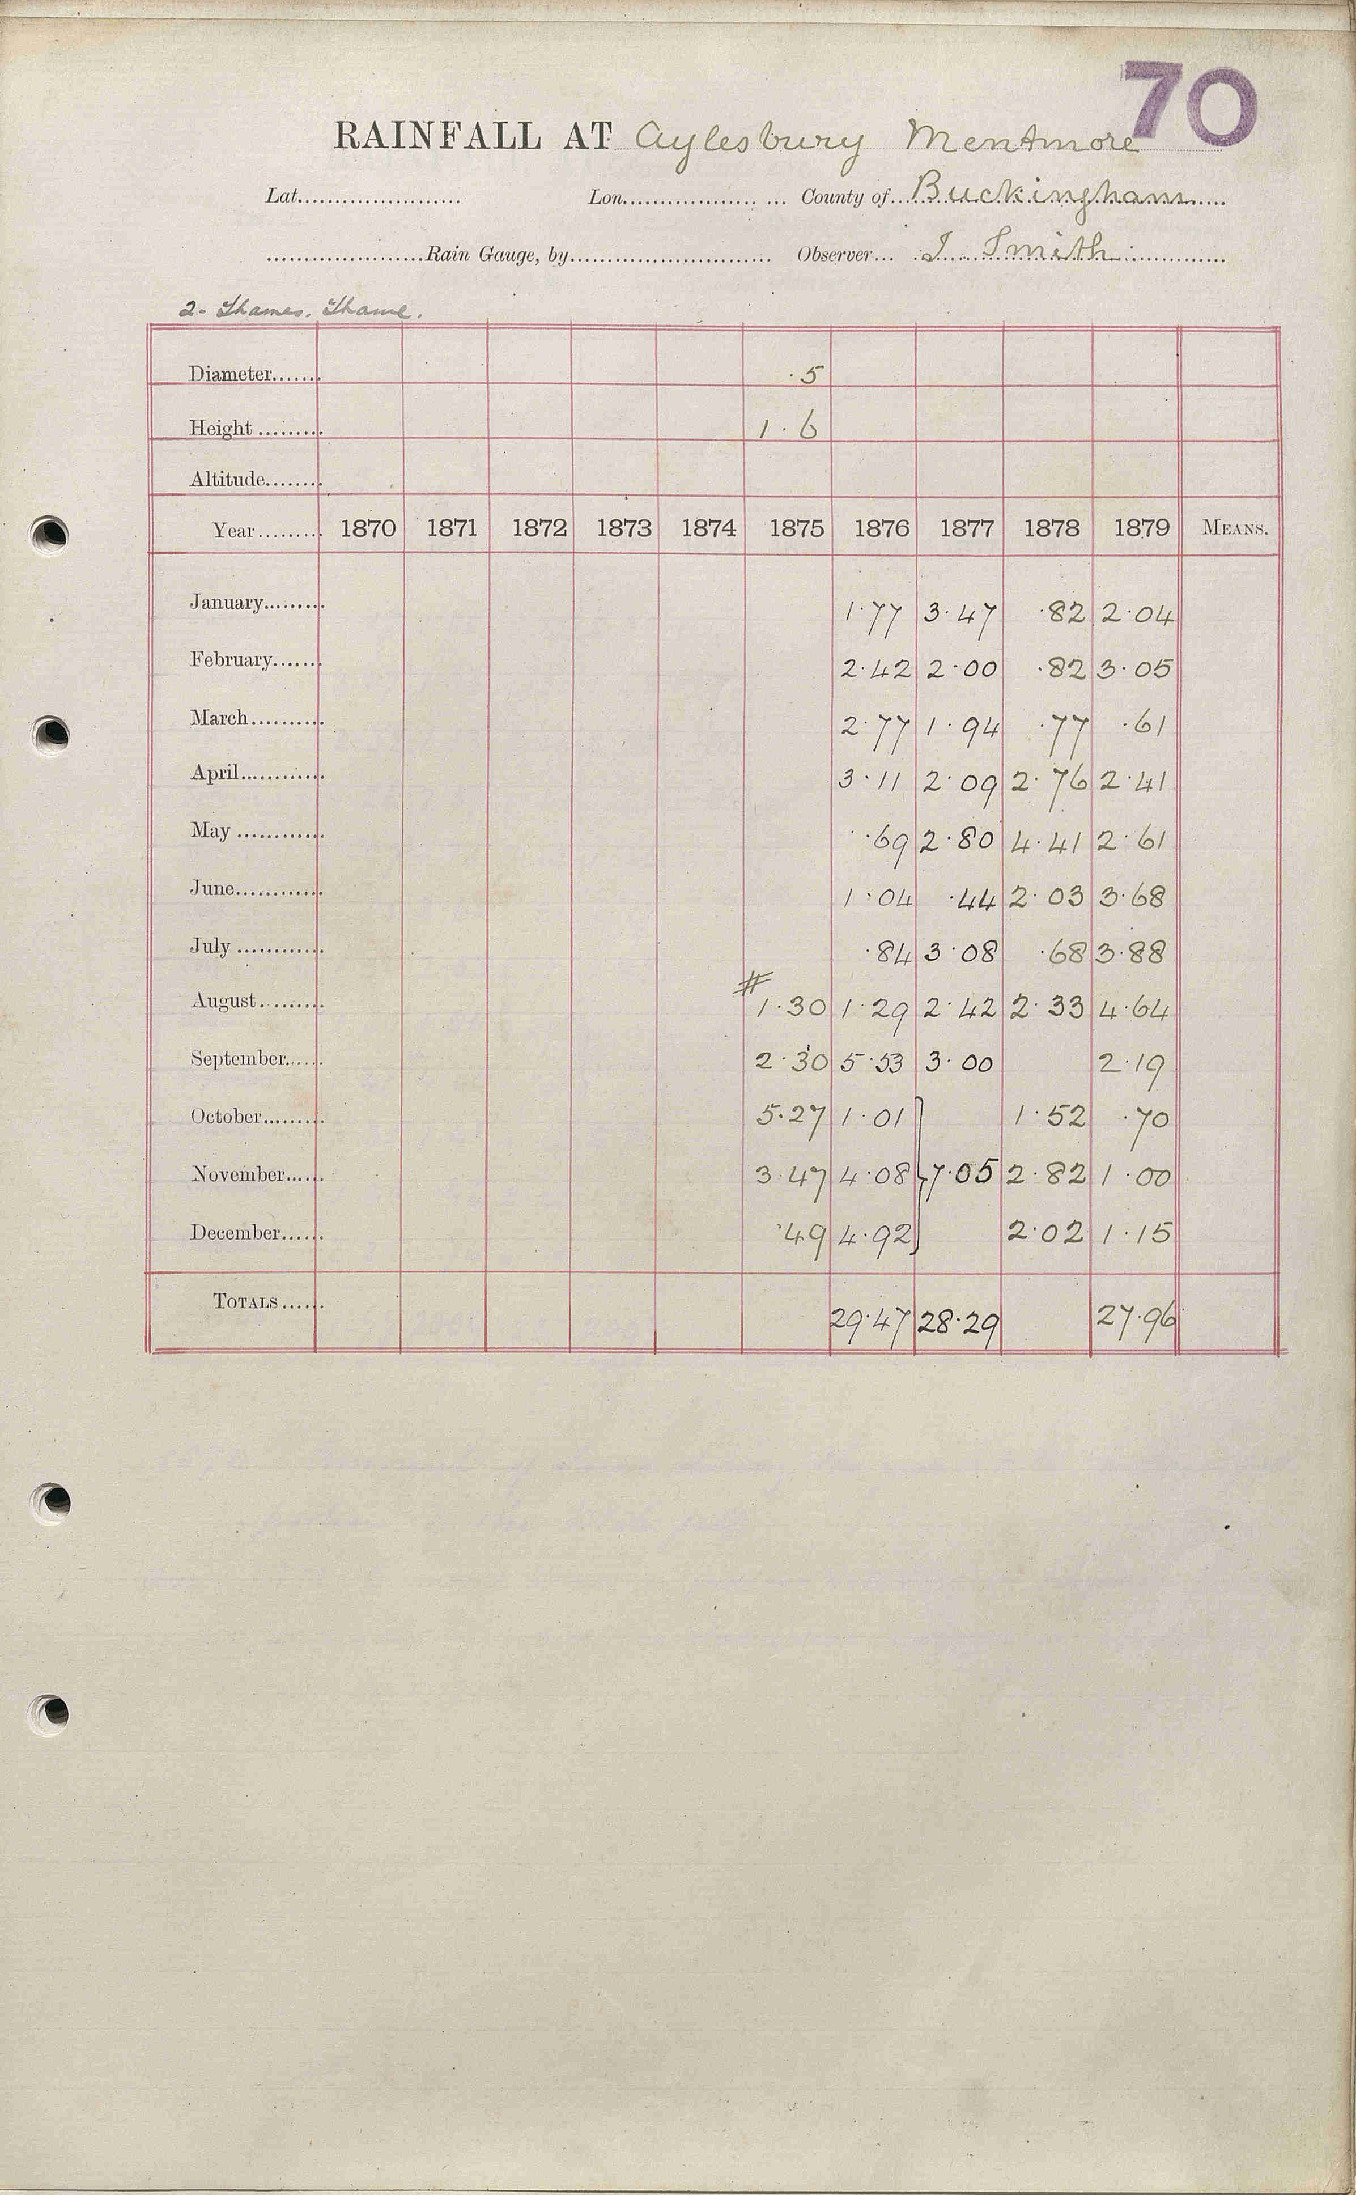 70
RAINFALL AT Aylesbury Mentmore
Lat. Lon. County of Buckingham
Rain Gauge, by Observer J. Smith
2- Thames. Thame.
Diameter ·5
Height 1·6
Altitude
Year 1870 1871 1872 1873 1874 1875 1876 1877 1878 1879 MEANS.
January 1·77 3·47 ·82 2·04
February 2·42 2·00 ·82 3·05
March 2·77 1·94 ·77 ·61
April 3·11 2·09 2·76 2·41
May ·69 2·80 4·41 2·61
June 1·04 ·44 2·03 3·68
July ·84 3·08 ·68 3·88
August # 1·30 1·29 2·42 2·33 4·64
September 2·30 5·53 3·00 2·19
October 5·27 1·01 1·52 ·70
November 3·47 4·08 7·05 2·82 1·00
December ·49 4·92 2·02 1·15
TOTALS 29·47 28·29 27·96